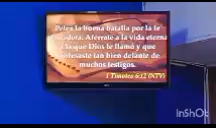 Pelea la buena batalla por la fe
Aférrate a la vida eterna
a la que Dios te llamó y que
confesaste tan bien delante de
muchos testigos.
1 Timoteo 6:12 (NTV)
InShOt